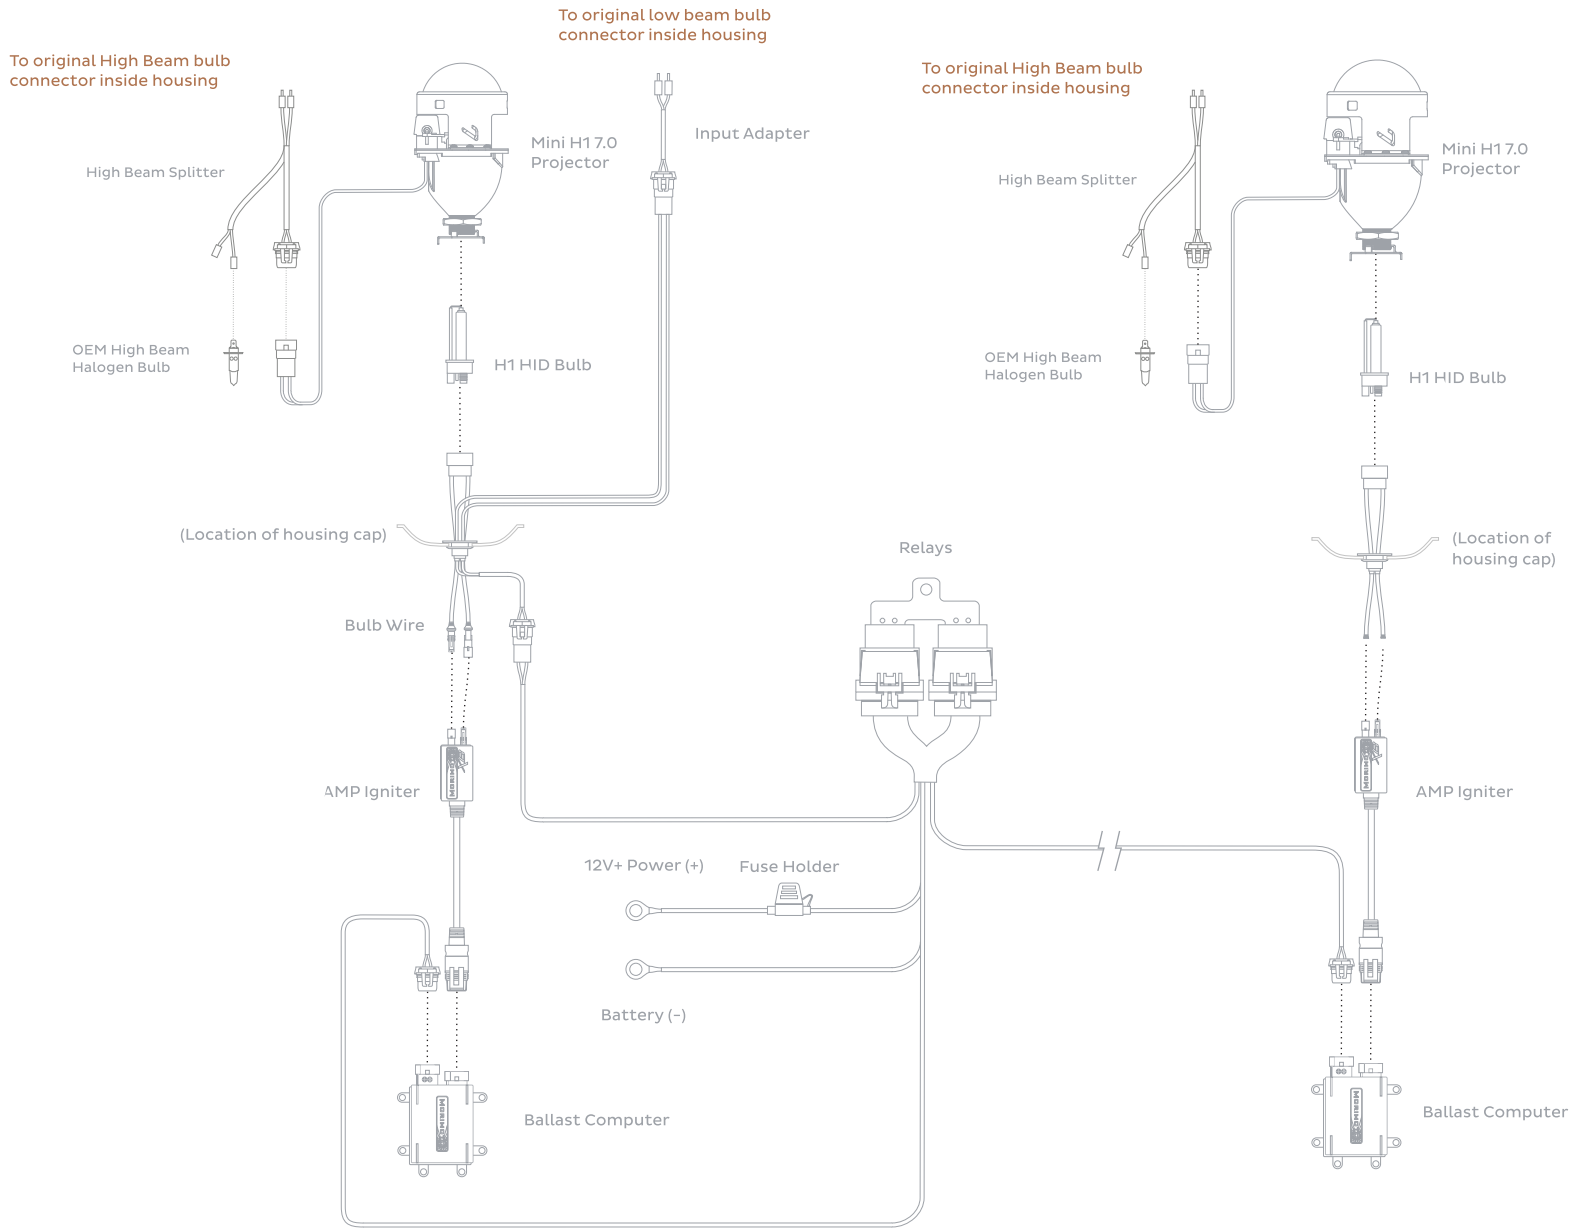 To original low beam bulb
connector inside housing
To original High Beam bulb
connector inside housing
To original High Beam bulb
connector inside housing
Input Adapter
Mini H1 7.0
Projector
Mini H1 7.0
Projector
High Beam Splitter
High Beam Splitter
OEM High Beam
Halogen Bulb
H1 HID Bulb
OEM High Beam
Halogen Bulb
H1 HID Bulb
(Location of housing cap)
Relays
(Location of
housing cap)
Bulb Wire
MORIMOTO
AMP Igniter
MORIMOTO
AMP Igniter
12V+ Power (+)
Fuse Holder
Battery (-)
MORIMOTO
Ballast Computer
MORIMOTO
Ballast Computer